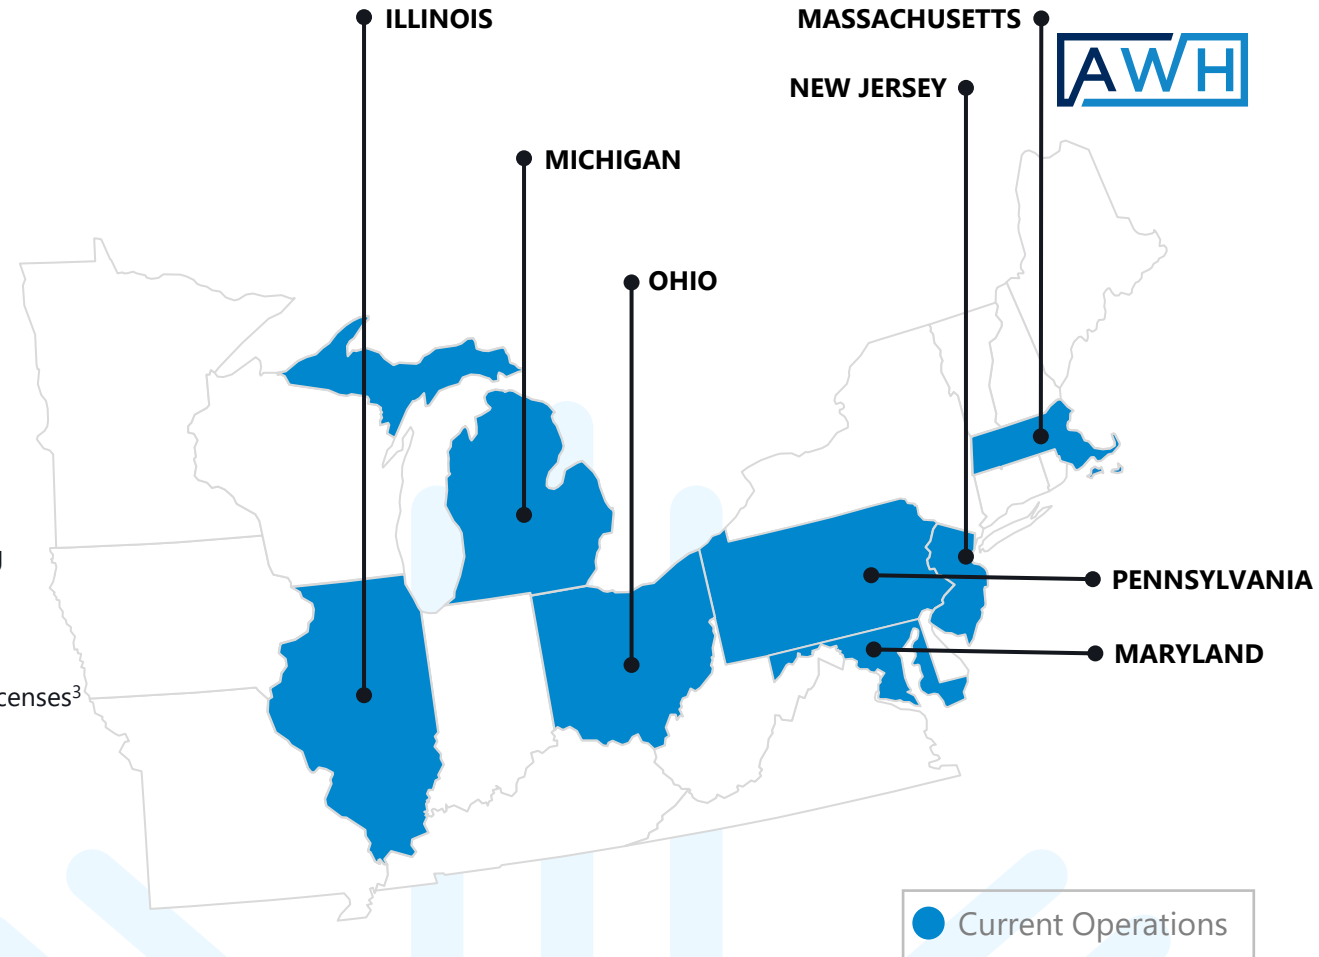 ILLINOIS
MASSACHUSETTS
AWH
NEW JERSEY
MICHIGAN
OHIO
PENNSYLVANIA
MARYLAND
censes³
Current Operations